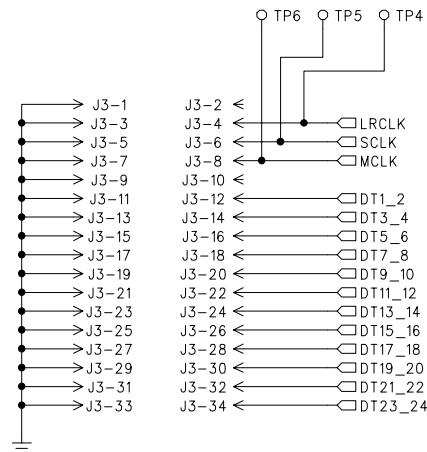 TP6 TP5 TP4
J3-1 J3-2
J3-3 J3-4 LRCLK
J3-5 J3-6 SCLK
J3-7 J3-8 MCLK
J3-9 J3-10
J3-11 J3-12 DT1_2
J3-13 J3-14 DT3_4
J3-15 J3-16 DT5_6
J3-17 J3-18 DT7_8
J3-19 J3-20 DT9_10
J3-21 J3-22 DT11_12
J3-23 J3-24 DT13_14
J3-25 J3-26 DT15_16
J3-27 J3-28 DT17_18
J3-29 J3-30 DT19_20
J3-31 J3-32 DT21_22
J3-33 J3-34 DT23_24